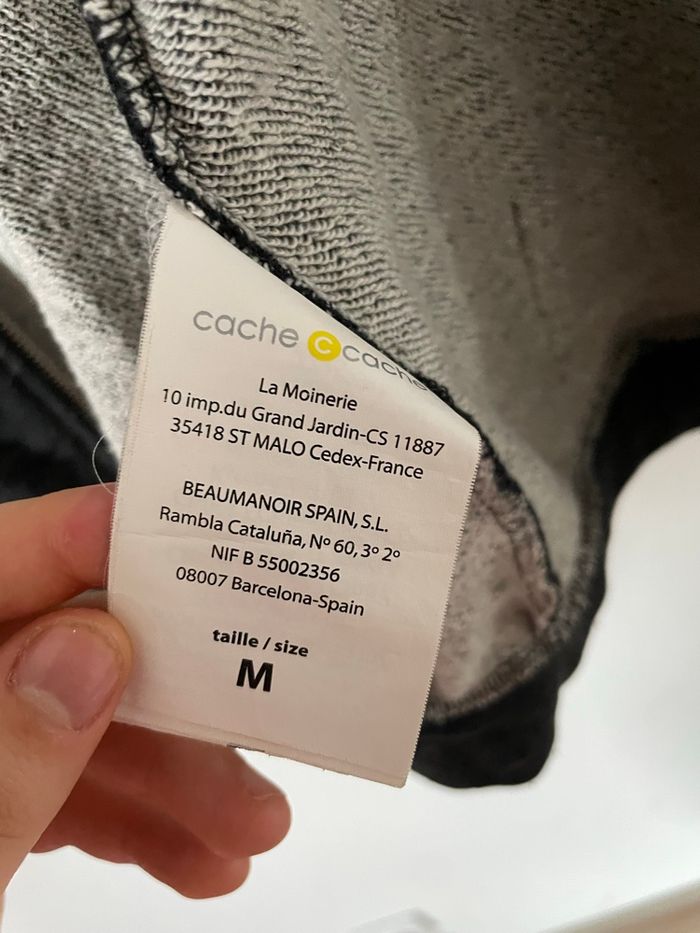 cache c cache
La Moinerie
10 imp.du Grand Jardin-CS 11887
35418 ST MALO Cedex-France
BEAUMANOIR SPAIN, S.L.
Rambla Cataluña, Nº 60, 3º 2º
NIF B 55002356
08007 Barcelona-Spain
taille / size
M